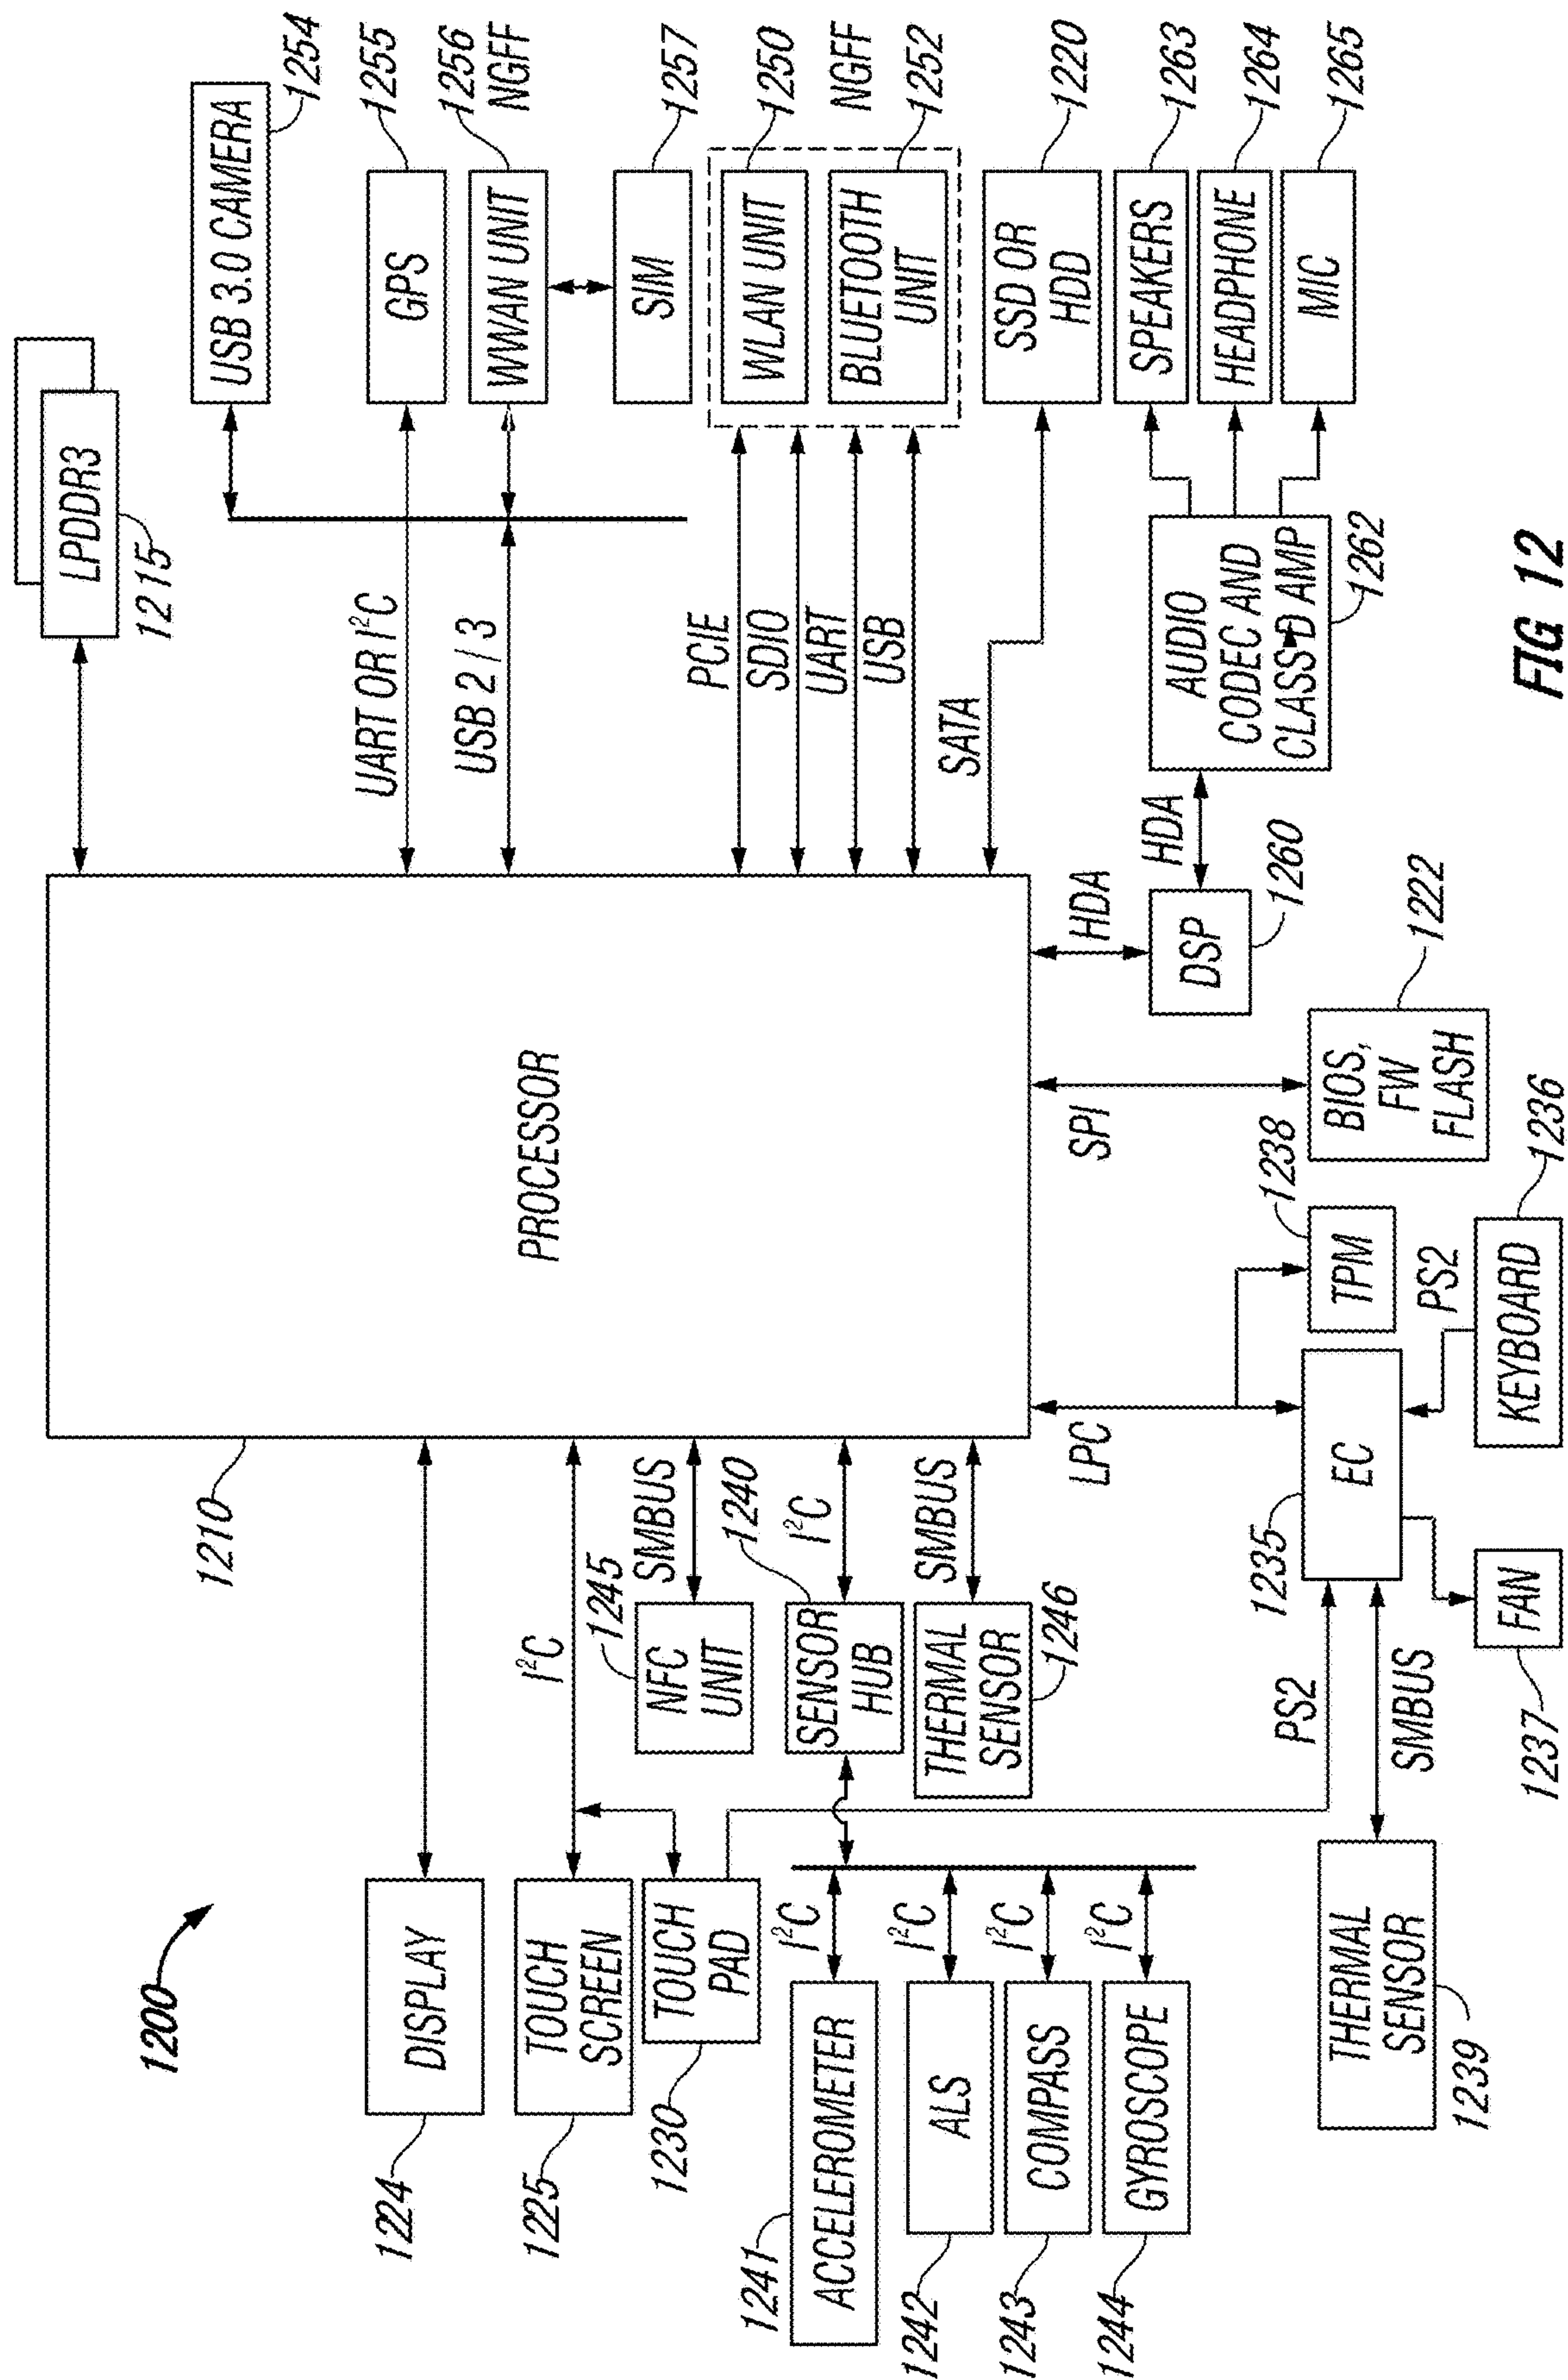 1200
1210
PROCESSOR
LPDDR3
1215
DISPLAY
1224
I²C
TOUCH
SCREEN
1225
TOUCH
PAD
1230
SMBUS
NFC
UNIT
1245
I²C
SENSOR
HUB
1240
SMBUS
THERMAL
SENSOR
1246
I²C
ACCELEROMETER
1241
I²C
ALS
1242
I²C
COMPASS
1243
I²C
GYROSCOPE
1244
PS2
SMBUS
THERMAL
SENSOR
1239
LPC
EC
1235
FAN
1237
TPM
1238
PS2
KEYBOARD
1236
SPI
BIOS,
FW
FLASH
1222
HDA
DSP
1260
HDA
AUDIO
CODEC AND
CLASS D AMP
1262
USB 3.0 CAMERA
1254
UART OR I²C
GPS
1255
USB 2 / 3
WWAN UNIT
1256
NGFF
SIM
1257
PCIE
SDIO
UART
USB
WLAN UNIT
1250
NGFF
BLUETOOTH
UNIT
1252
SATA
SSD OR
HDD
1220
SPEAKERS
1263
HEADPHONE
1264
MIC
1265
FIG 12